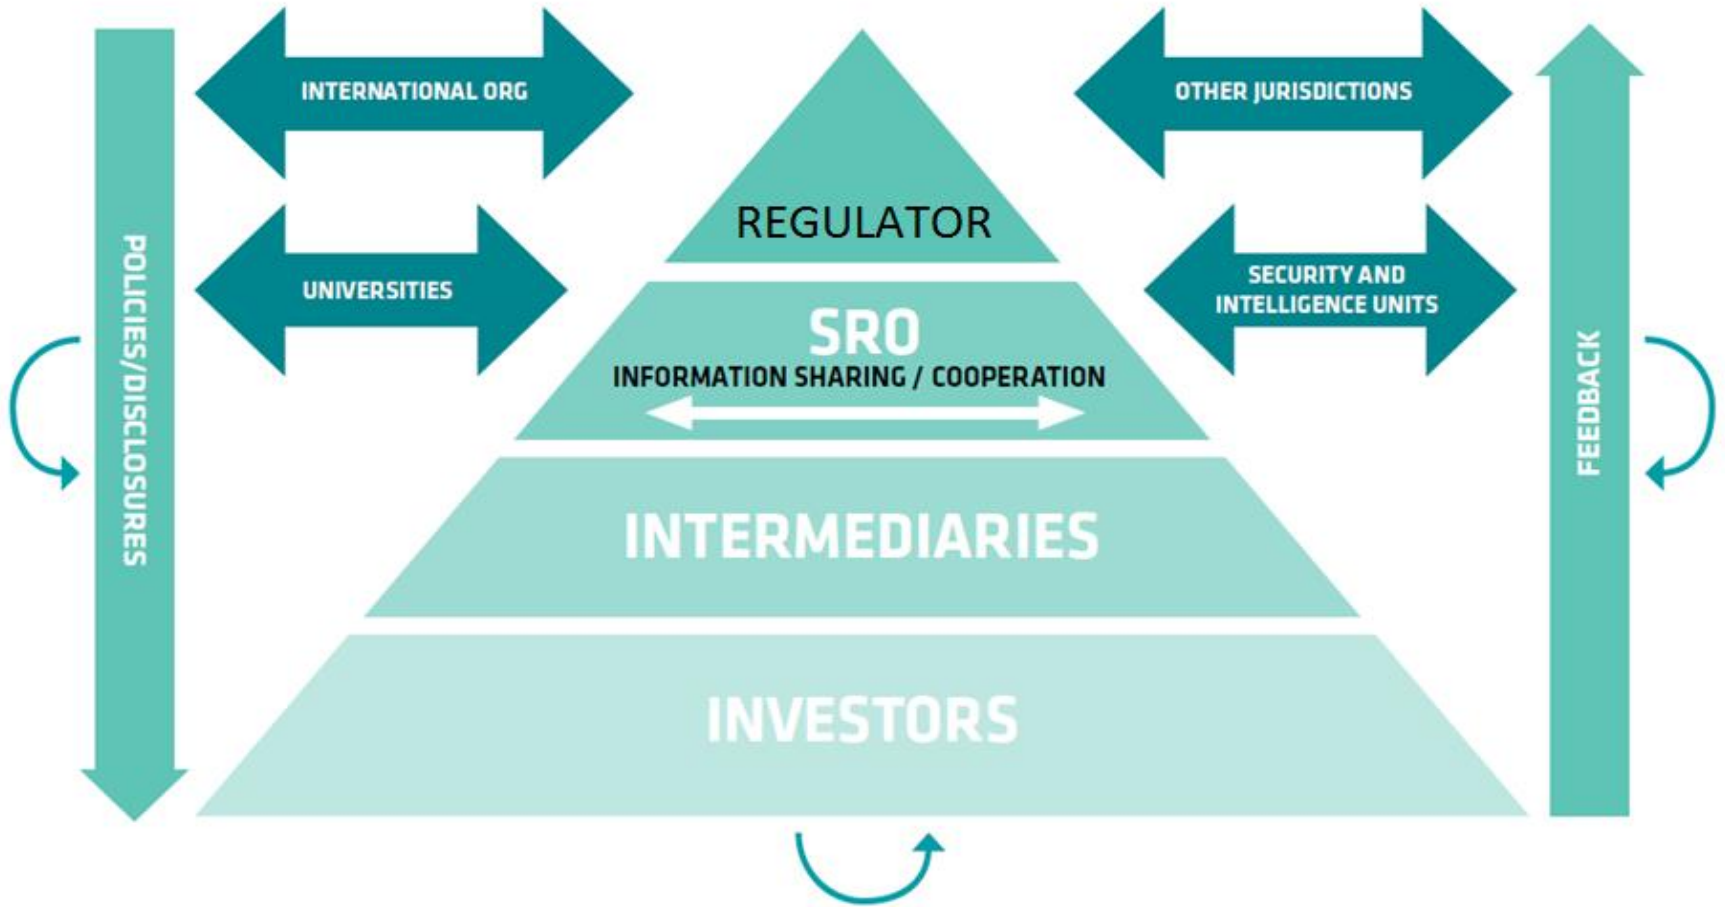 INTERNATIONAL ORG
OTHER JURISDICTIONS
REGULATOR
UNIVERSITIES
SECURITY AND
INTELLIGENCE UNITS
POLICIES/DISCLOSURES
SRO
INFORMATION SHARING / COOPERATION
FEEDBACK
INTERMEDIARIES
INVESTORS